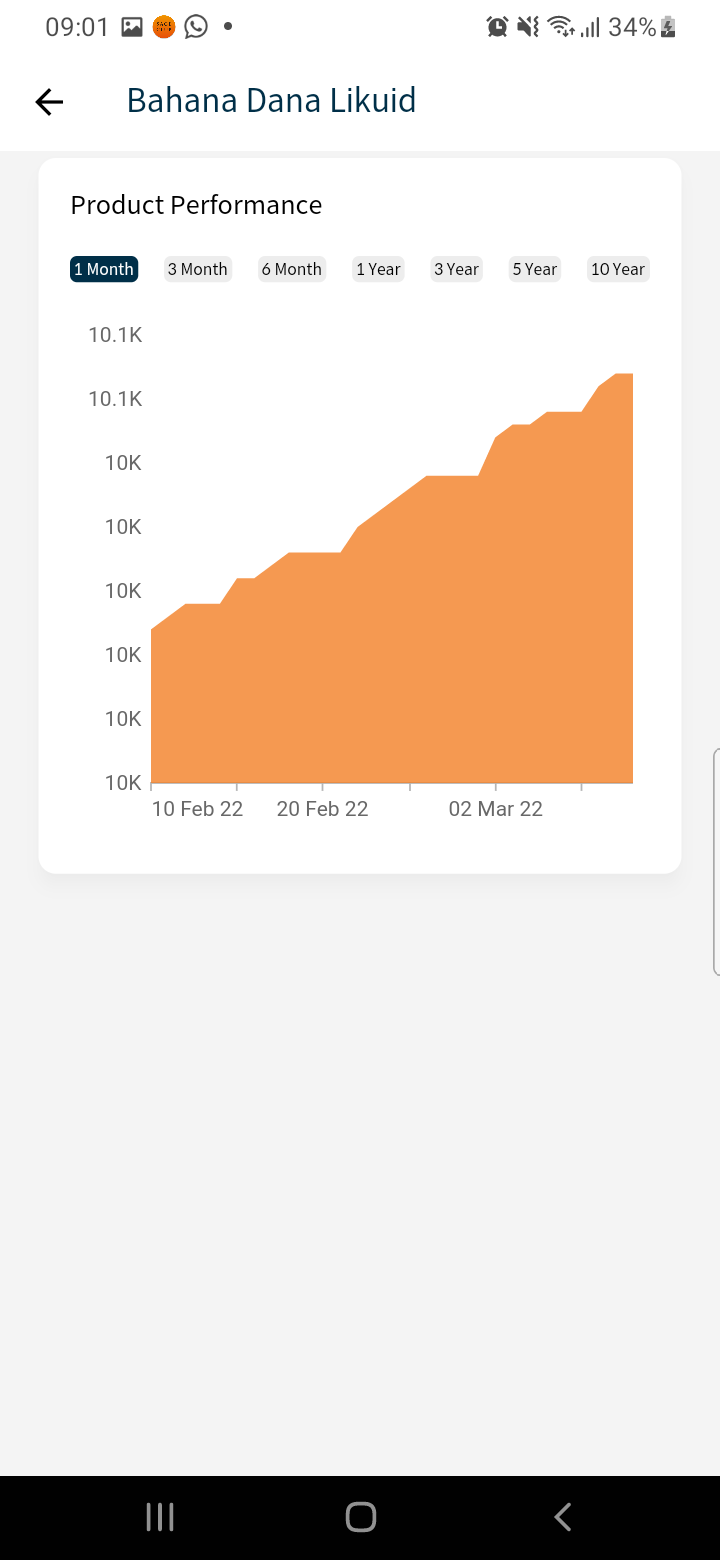 09:01 34%
Bahana Dana Likuid
Product Performance
1 Month 3 Month 6 Month 1 Year 3 Year 5 Year 10 Year
10.1K
10.1K
10K
10K
10K
10K
10K
10K
10 Feb 22 20 Feb 22 02 Mar 22